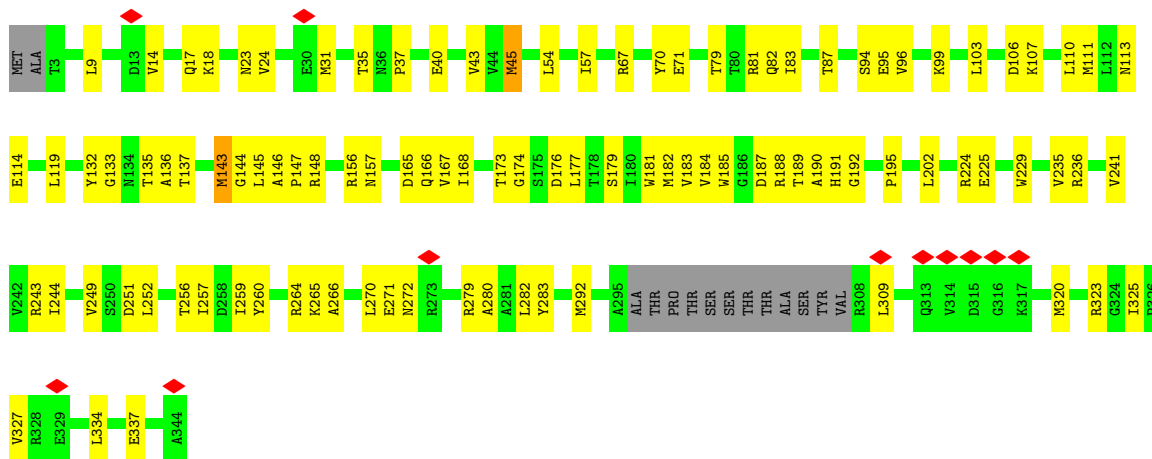 MET ALA T3 L9 D13 V14 Q17 K18 N23 V24 E30 M31 T35 N36 P37 E40 V43 V44 M45 L54 I57 R67 Y70 E71 T79 T80 R81 Q82 I83 T87 S94 E95 V96 K99 L103 D106 K107 L110 M111 L112 N113
E114 L119 Y132 G133 N134 T135 A136 T137 M143 G144 L145 A146 P147 R148 R156 N157 D165 Q166 V167 I168 T173 G174 S175 D176 L177 T178 S179 I180 W181 M182 V183 V184 W185 G186 D187 R188 T189 A190 H191 G192 P195 L202 R224 E225 W229 V235 R236 V241
V242 R243 I244 V249 S250 D251 L252 T256 I257 D258 I259 Y260 R264 K265 A266 L270 E271 N272 R273 R279 A280 A281 L282 Y283 M292 A295 ALA THR PRO THR SER SER THR THR ALA SER TYR VAL R308 L309 Q313 V314 D315 G316 K317 M320 R323 G324 I325
V327 R328 E329 L334 E337 A344